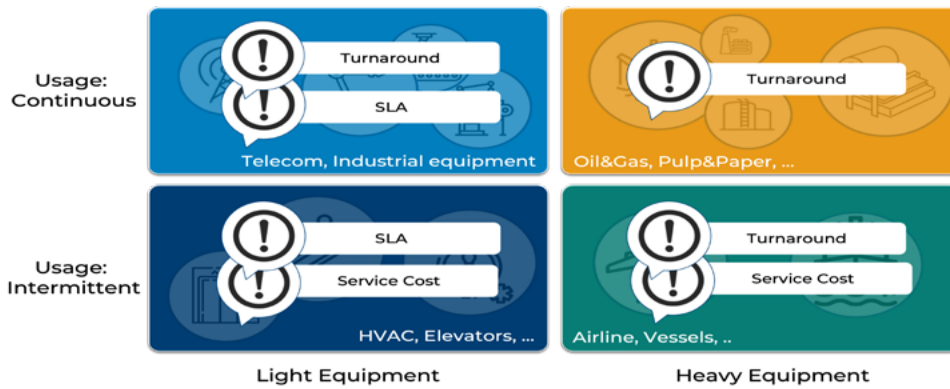 Usage:
Continuous
Turnaround
SLA
Telecom, Industrial equipment
Turnaround
Oil&Gas, Pulp&Paper, ...
Usage:
Intermittent
SLA
Service Cost
HVAC, Elevators, ...
Turnaround
Service Cost
Airline, Vessels, ..
Light Equipment
Heavy Equipment